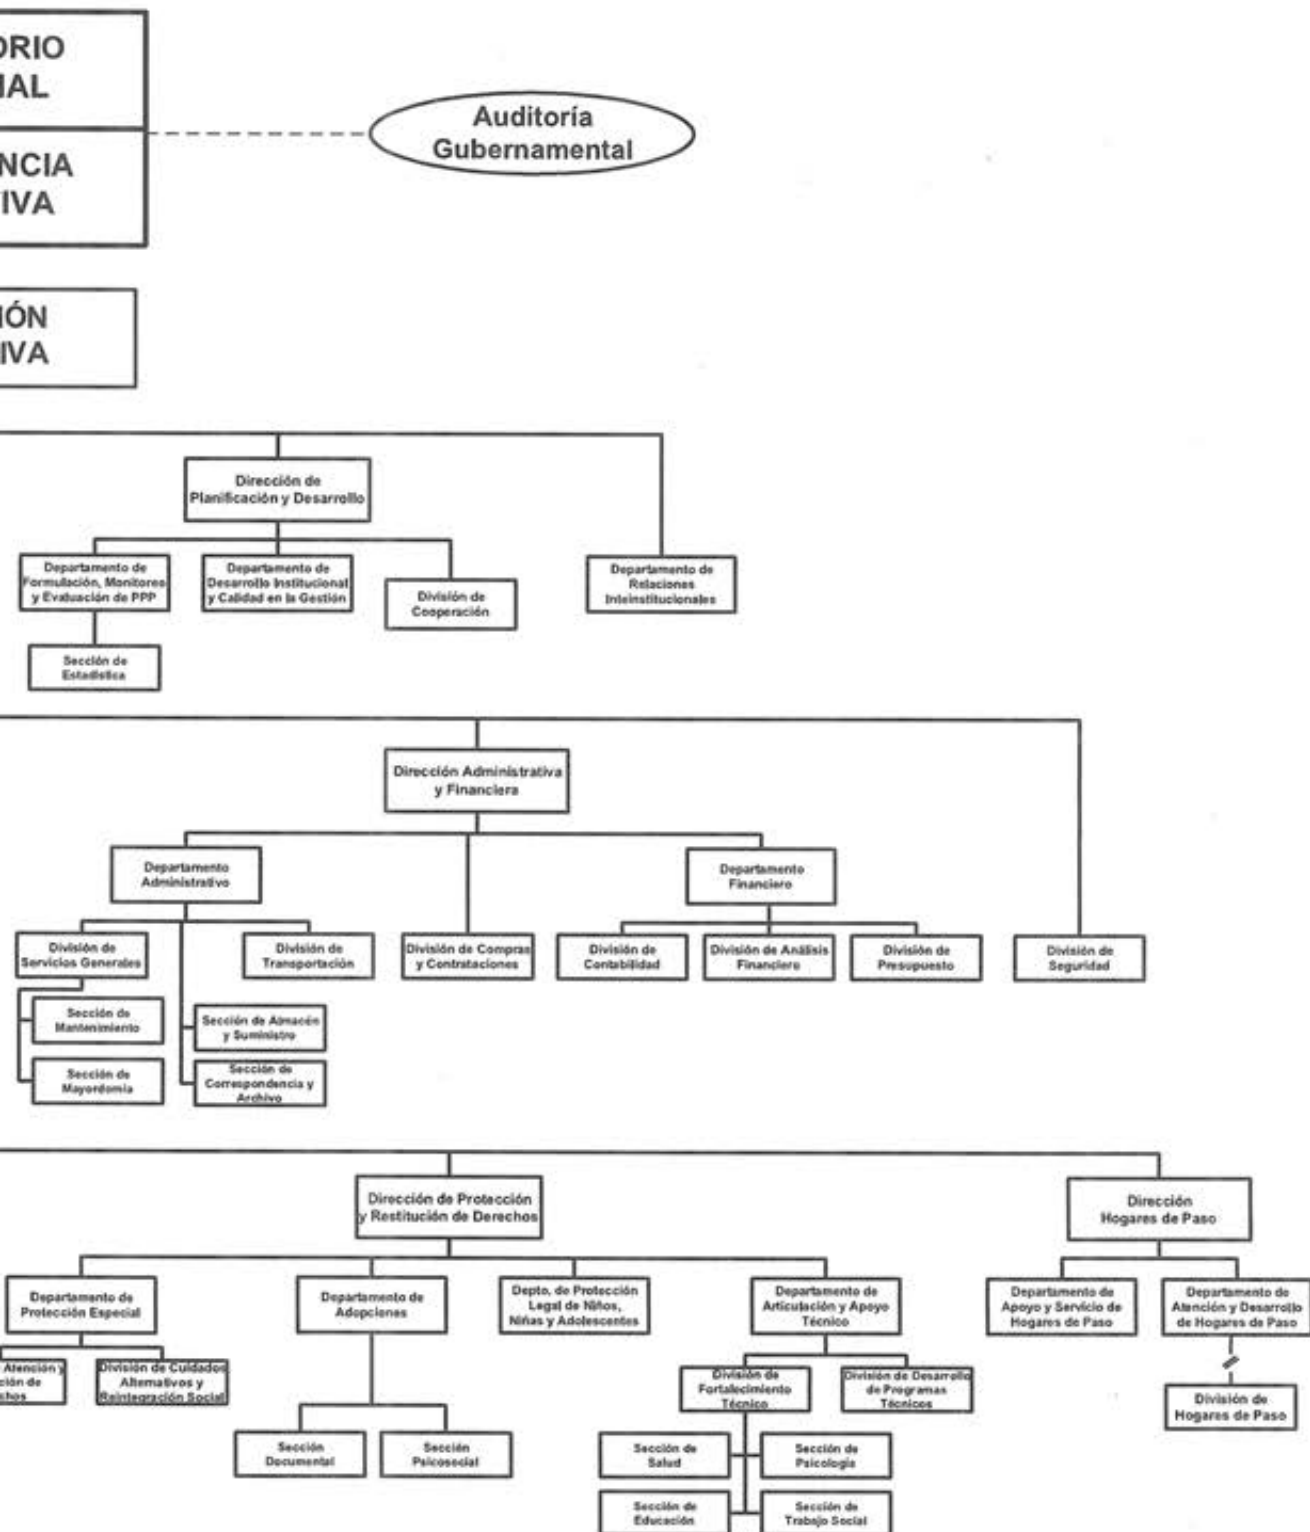 ORIO
IAL
Auditoría
Gubernamental
NCIA
IVA
IÓN
IVA
Dirección de
Planificación y Desarrollo
Departamento de
Formulación, Monitoreo
y Evaluación de PPP
Departamento de
Desarrollo Institucional
y Calidad en la Gestión
División de
Cooperación
Departamento de
Relaciones
Inteinstitucionales
Sección de
Estadística
Dirección Administrativa
y Financiera
Departamento
Administrativo
Departamento
Financiero
División de
Servicios Generales
División de
Transportación
División de Compras
y Contrataciones
División de
Contabilidad
División de Análisis
Financiero
División de
Presupuesto
División de
Seguridad
Sección de
Mantenimiento
Sección de Almacén
y Suministro
Sección de
Mayordomía
Sección de
Correspondencia y
Archivo
Dirección de Protección
y Restitución de Derechos
Dirección
Hogares de Paso
Departamento de
Protección Especial
Departamento de
Adopciones
Depto. de Protección
Legal de Niños,
Niñas y Adolescentes
Departamento de
Articulación y Apoyo
Técnico
Departamento de
Apoyo y Servicio de
Hogares de Paso
Departamento de
Atención y Desarrollo
de Hogares de Paso
Atención y
ción de
chos
División de Cuidados
Alternativos y
Reintegración Social
División de
Fortalecimiento
Técnico
División de Desarrollo
de Programas
Técnicos
División de
Hogares de Paso
Sección
Documental
Sección
Psicosocial
Sección de
Salud
Sección de
Psicología
Sección de
Educación
Sección de
Trabajo Social